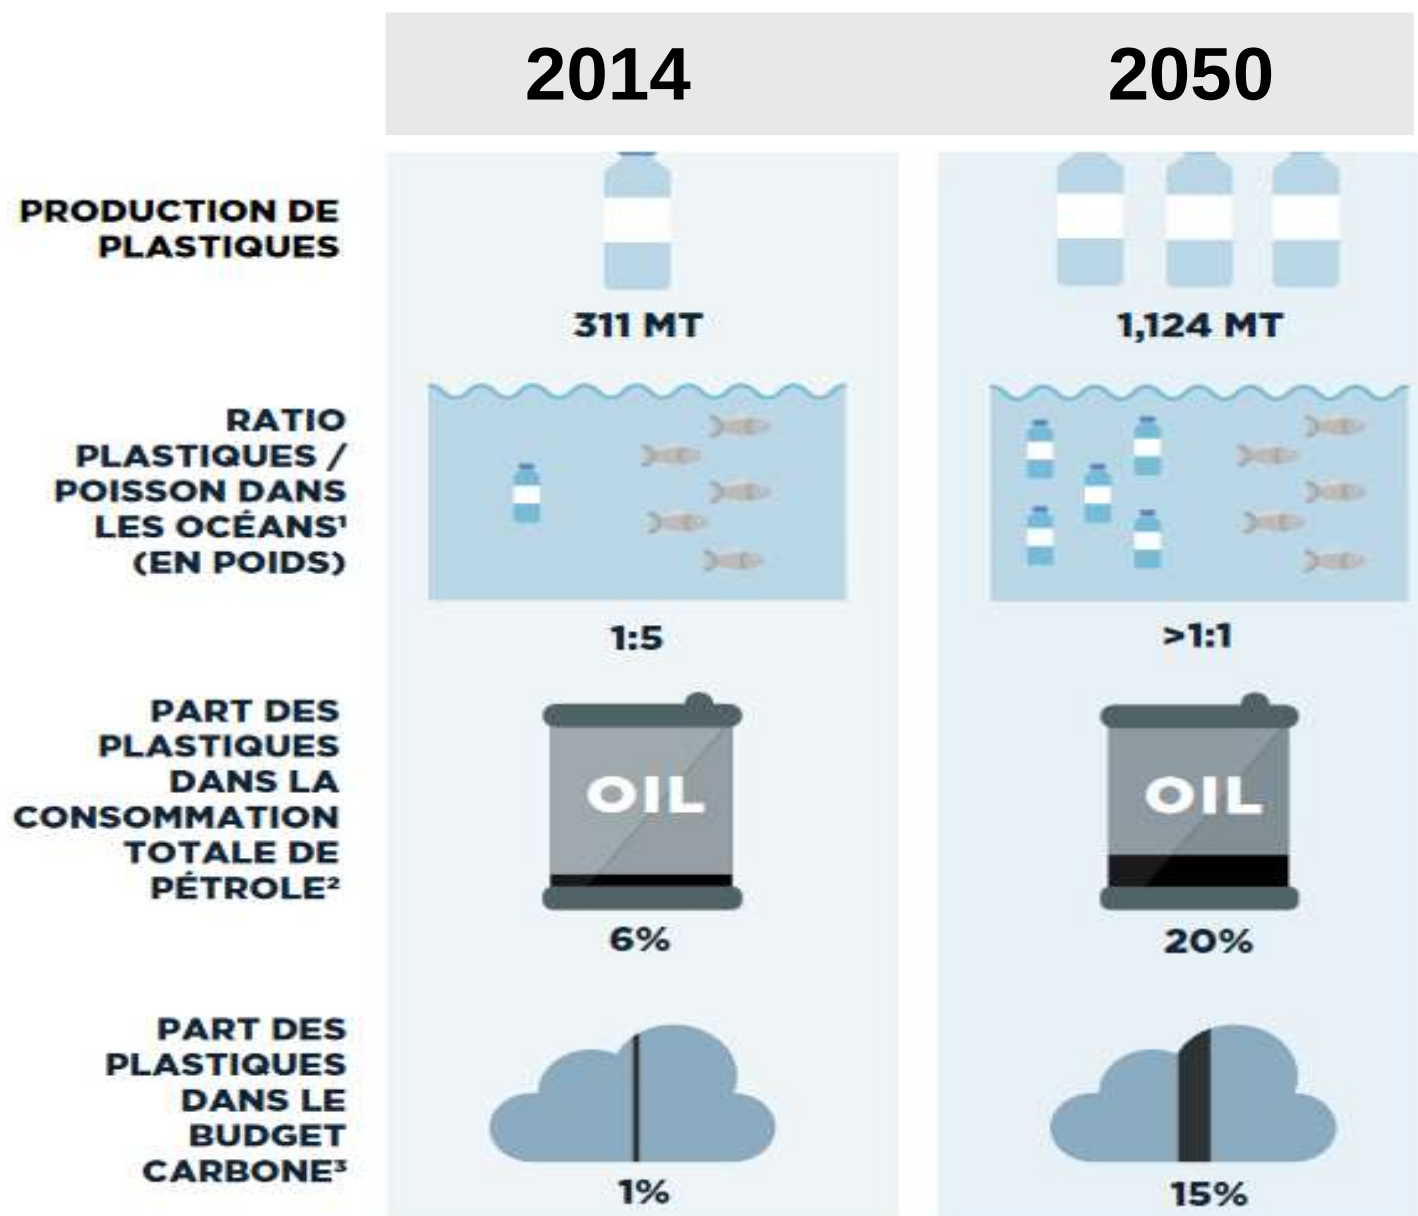 2014 2050
PRODUCTION DE
PLASTIQUES
311 MT 1,124 MT
RATIO
PLASTIQUES /
POISSON DANS
LES OCÉANS¹
(EN POIDS)
1:5 >1:1
PART DES
PLASTIQUES
DANS LA
CONSOMMATION
TOTALE DE
PÉTROLE²
OIL OIL
6% 20%
PART DES
PLASTIQUES
DANS LE
BUDGET
CARBONE³
1% 15%